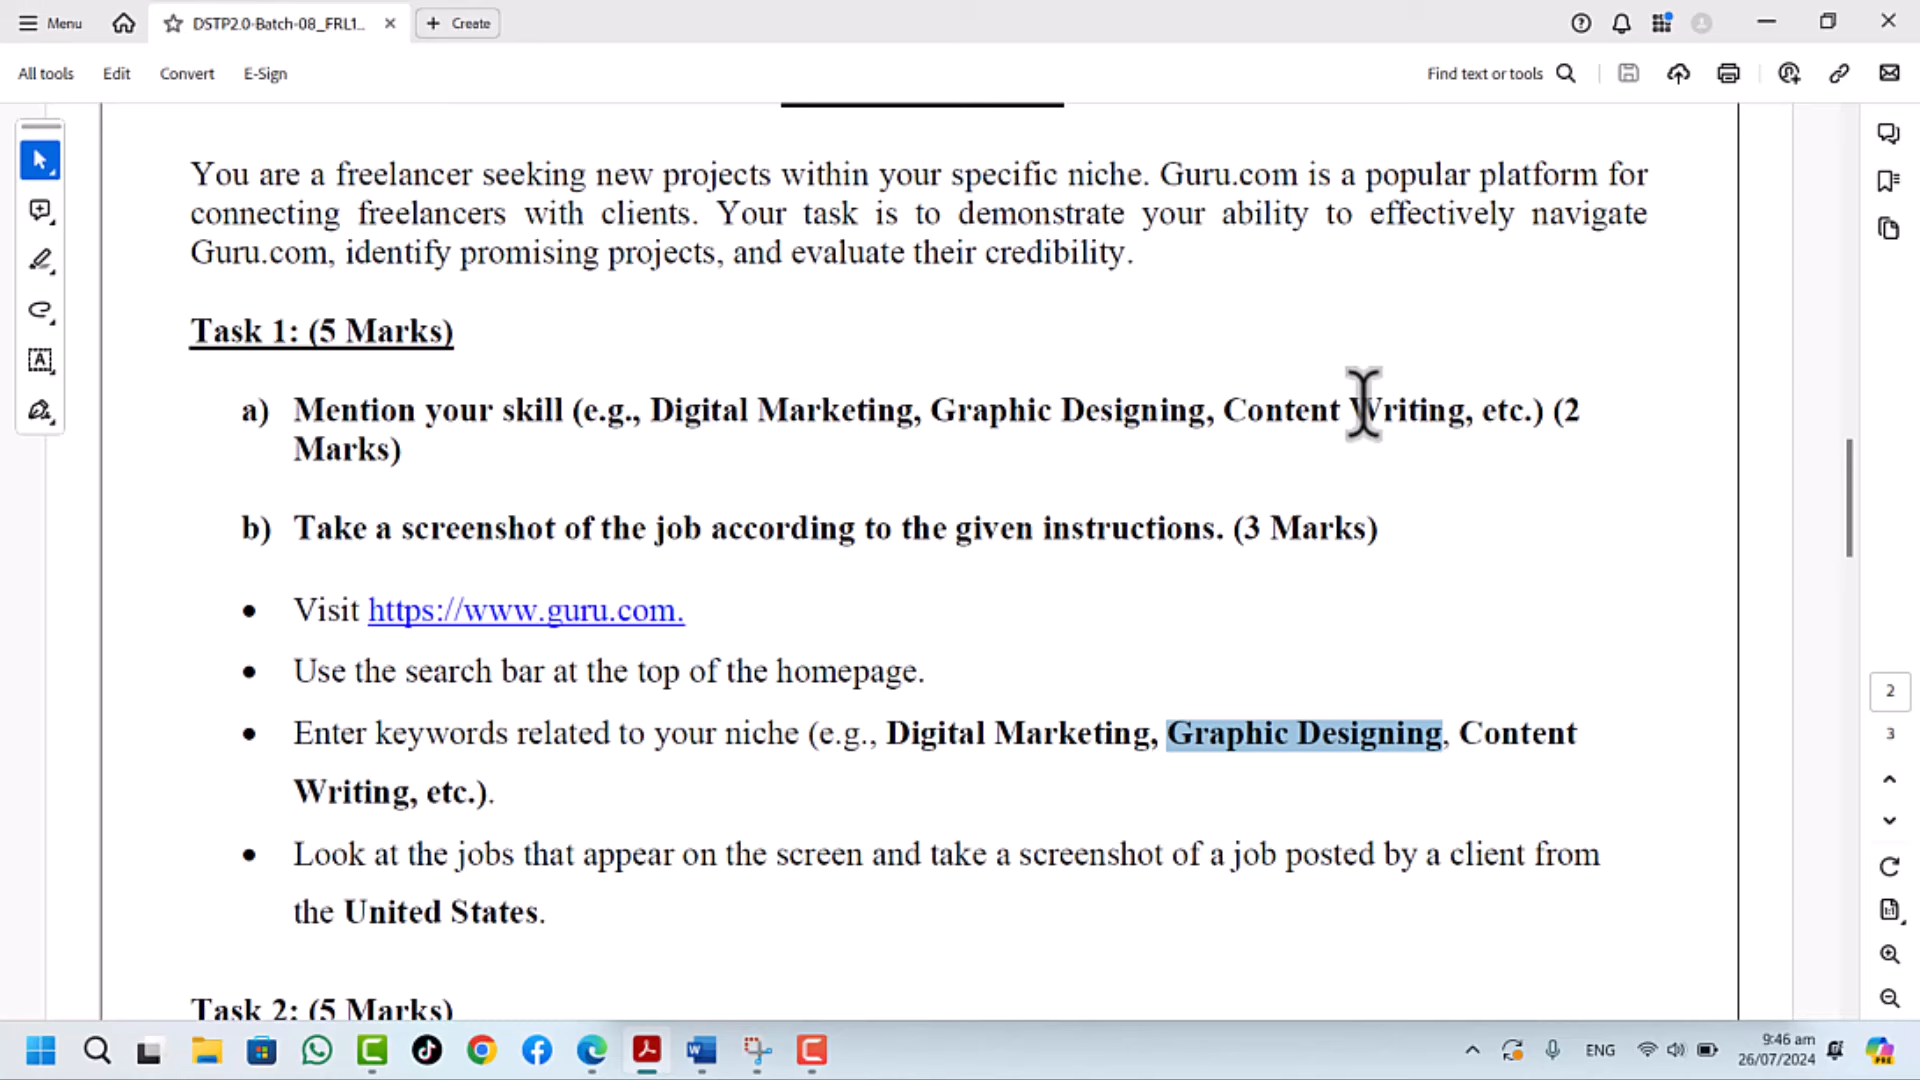 Menu
DSTP2.0-Batch-08_FRL1...
Create
All tools
Edit
Convert
E-Sign
Find text or tools
You are a freelancer seeking new projects within your specific niche. Guru.com is a popular platform for
connecting freelancers with clients. Your task is to demonstrate your ability to effectively navigate
Guru.com, identify promising projects, and evaluate their credibility.
Task 1: (5 Marks)
a) Mention your skill (e.g., Digital Marketing, Graphic Designing, Content Writing, etc.) (2
Marks)
b) Take a screenshot of the job according to the given instructions. (3 Marks)
• Visit https://www.guru.com.
• Use the search bar at the top of the homepage.
• Enter keywords related to your niche (e.g., Digital Marketing, Graphic Designing, Content
Writing, etc.).
• Look at the jobs that appear on the screen and take a screenshot of a job posted by a client from
the United States.
Task 2: (5 Marks)
2
3
ENG
9:46 am
26/07/2024